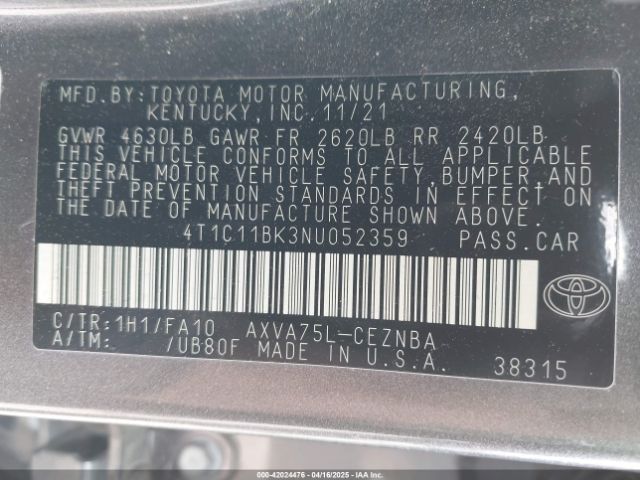 MFD.BY:TOYOTA MOTOR MANUFACTURING,
KENTUCKY,INC.11/21
GVWR 4630LB GAWR FR 2620LB RR 2420LB
THIS VEHICLE CONFORMS TO ALL APPLICABLE
FEDERAL MOTOR VEHICLE SAFETY,BUMPER,AND
THEFT PREVENTION STANDARDS IN EFFECT ON
THE DATE OF MANUFACTURE SHOWN ABOVE.
4T1C11BK3NU052359 PASS.CAR
C/TR:1H1/FA10 AXVA75L-CEZNBA
A/TM: /UB80F MADE IN U.S.A.
38315
000-42024476 - 04/16/2025 - IAAI.COM